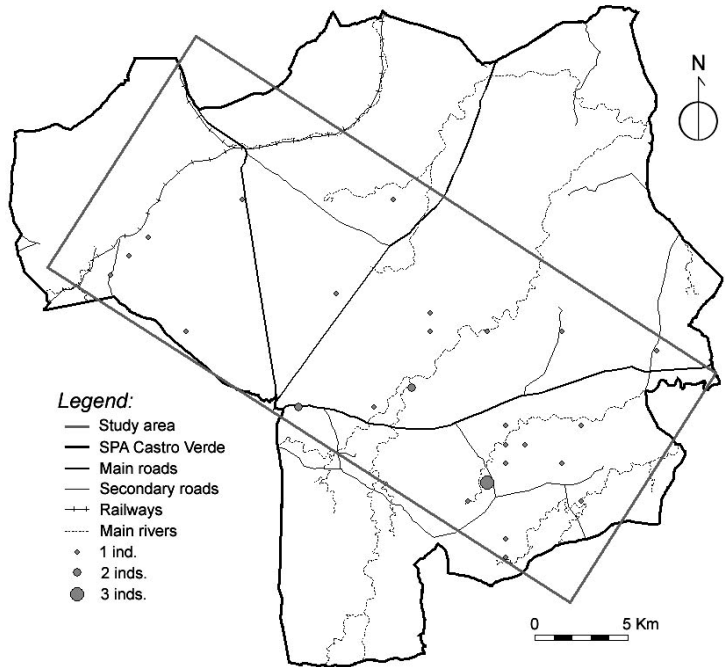 N
Legend:
Study area
SPA Castro Verde
Main roads
Secondary roads
Railways
Main rivers
1 ind.
2 inds.
3 inds.
0 5 Km